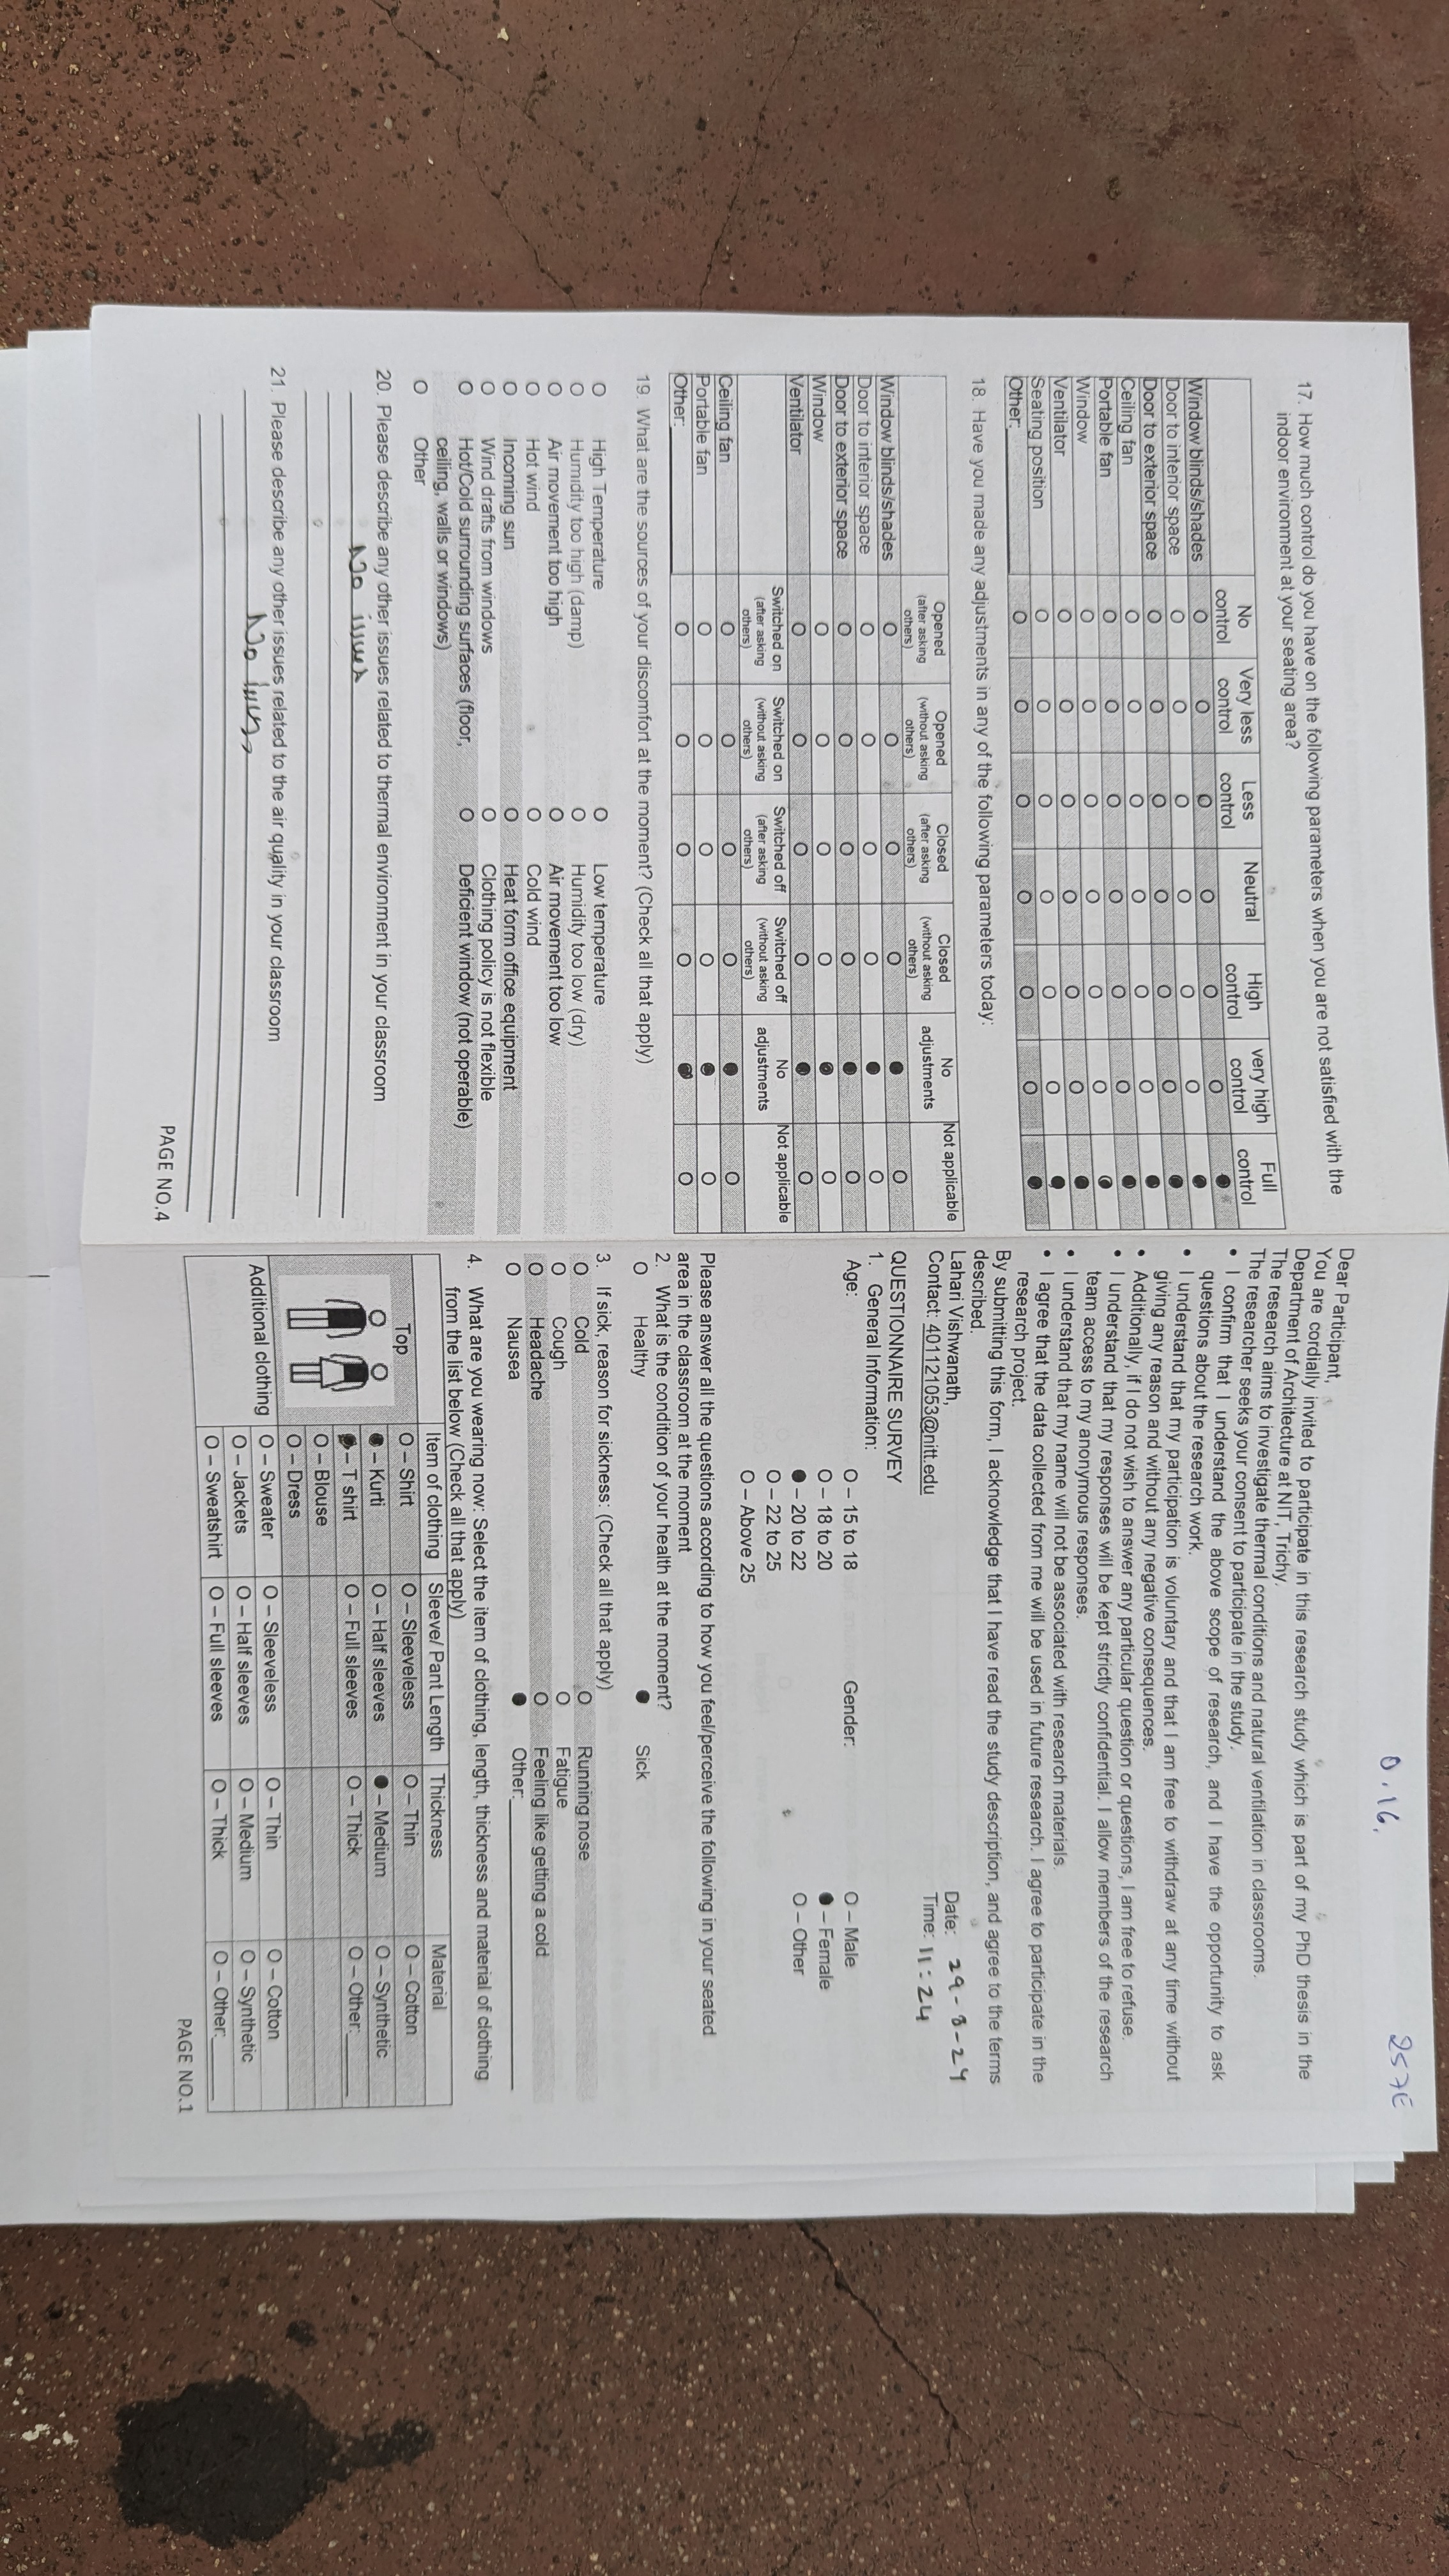 17. How much control do you have on the following parameters when you are not satisfied with the
indoor environment at your seating area?
No control Very less control Less control Neutral High control very high control Full control
Window blinds/shades O O O O O O ●
Door to interior space O O O O O O ●
Door to exterior space O O O O O O ●
Ceiling fan O O O O O O ●
Portable fan O O O O O O ●
Window O O O O O O ●
Ventilator O O O O O O ●
Seating position O O O O O O ●
Other:__________ O O O O O O ●
18. Have you made any adjustments in any of the following parameters today:
Opened (after asking others) Opened (without asking others) Closed (after asking others) Closed (without asking others) No adjustments Not applicable
Window blinds/shades O O O O ● O
Door to interior space O O O O ● O
Door to exterior space O O O O ● O
Window O O O O ● O
Ventilator O O O O ● O
Switched on (after asking others) Switched on (without asking others) Switched off (after asking others) Switched off (without asking others) No adjustments Not applicable
Ceiling fan O O O O ● O
Portable fan O O O O ● O
Other:__________ O O O O ● O
19. What are the sources of your discomfort at the moment? (Check all that apply)
O High Temperature O Low temperature
O Humidity too high (damp) O Humidity too low (dry)
O Air movement too high O Air movement too low
O Hot wind O Cold wind
O Incoming sun O Heat form office equipment
O Wind drafts from windows O Clothing policy is not flexible
O Hot/Cold surrounding surfaces (floor, O Deficient window (not operable)
ceiling, walls or windows)
O Other
20. Please describe any other issues related to thermal environment in your classroom
No issues
21. Please describe any other issues related to the air quality in your classroom
No issues
PAGE NO.4
0.16. 257E
Dear Participant,
You are cordially invited to participate in this research study which is part of my PhD thesis in the
Department of Architecture at NIT, Trichy.
The research aims to investigate thermal conditions and natural ventilation in classrooms.
The researcher seeks your consent to participate in the study.
• I confirm that I understand the above scope of research, and I have the opportunity to ask
questions about the research work.
• I understand that my participation is voluntary and that I am free to withdraw at any time without
giving any reason and without any negative consequences.
• Additionally, if I do not wish to answer any particular question or questions, I am free to refuse.
• I understand that my responses will be kept strictly confidential. I allow members of the research
team access to my anonymous responses.
• I understand that my name will not be associated with research materials.
• I agree that the data collected from me will be used in future research. I agree to participate in the
research project.
By submitting this form, I acknowledge that I have read the study description, and agree to the terms
described.
Lahari Vishwanath, Date: 29-8-24
Contact: 401121053@nitt.edu Time: 11:24
QUESTIONNAIRE SURVEY
1. General Information:
Age: O – 15 to 18 Gender: O – Male
O – 18 to 20 ● – Female
● – 20 to 22 O – Other
O – 22 to 25
O – Above 25
Please answer all the questions according to how you feel/perceive the following in your seated
area in the classroom at the moment
2. What is the condition of your health at the moment?
O Healthy ● Sick
3. If sick, reason for sickness: (Check all that apply)
O Cold O Running nose
O Cough O Fatigue
O Headache O Feeling like getting a cold
O Nausea ● Other:__________
4. What are you wearing now: Select the item of clothing, length, thickness and material of clothing
from the list below (Check all that apply)
Item of clothing Sleeve/ Pant Length Thickness Material
Top O – Shirt O – Sleeveless O – Thin O – Cotton
● – Kurti O – Half sleeves ● – Medium O – Synthetic
● – T shirt O – Full sleeves O – Thick O – Other:______
O – Blouse
O – Dress
Additional clothing O – Sweater O – Sleeveless O – Thin O – Cotton
O – Jackets O – Half sleeves O – Medium O – Synthetic
O – Sweatshirt O – Full sleeves O – Thick O – Other:______
PAGE NO.1